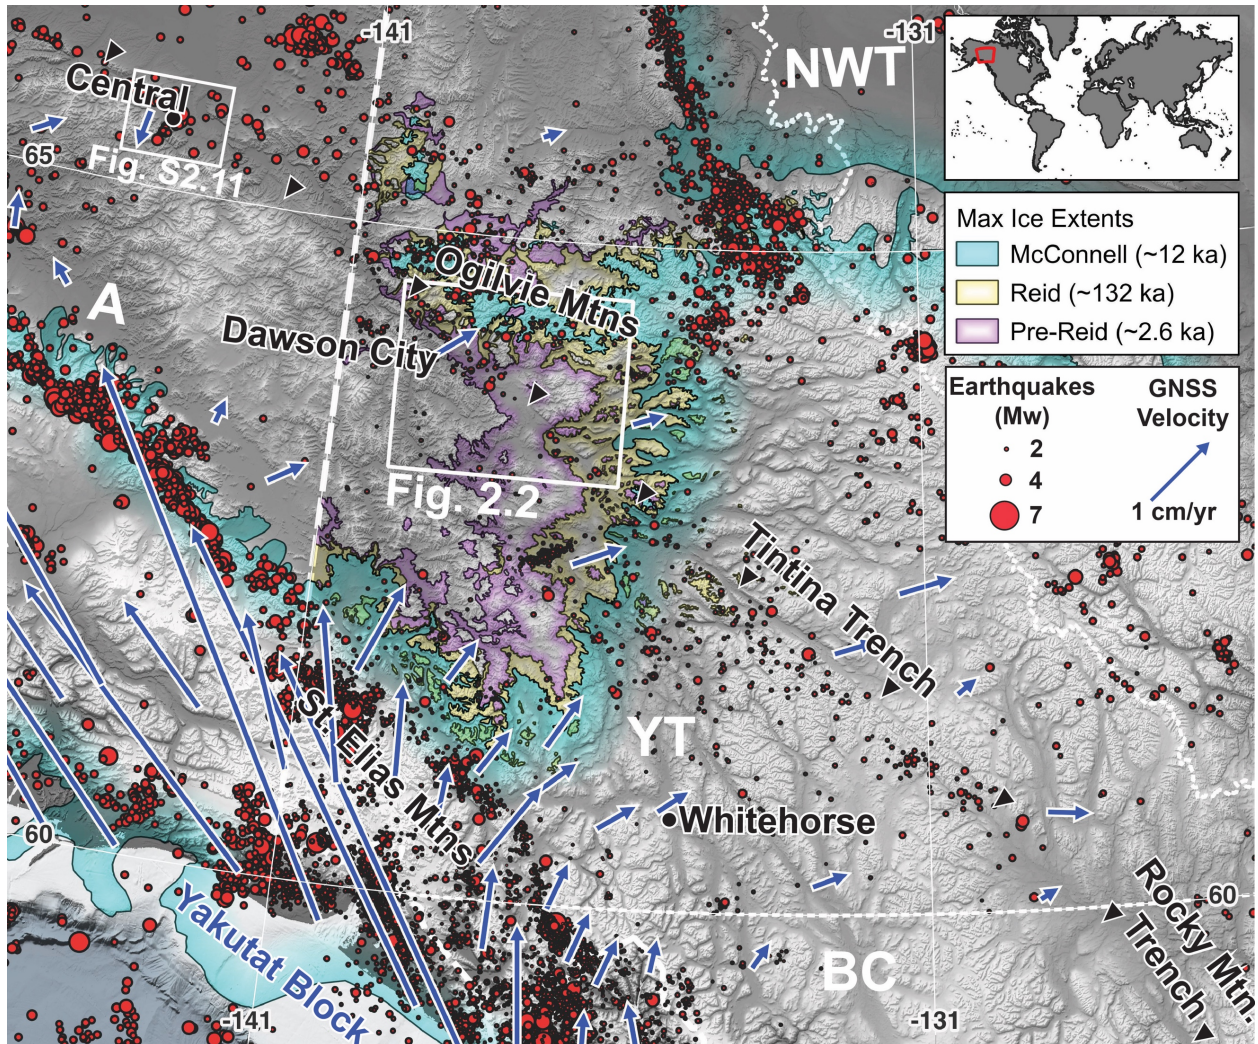 -141
-131
NWT
Central
65
Fig. S2.11
Max Ice Extents
McConnell (~12 ka)
Reid (~132 ka)
Pre-Reid (~2.6 ka)
A
Ogilvie Mtns
Dawson City
Earthquakes
(Mw)
2
4
7
GNSS
Velocity
1 cm/yr
Fig. 2.2
Tintina Trench
St. Elias Mtns
YT
Whitehorse
60
Yakutat Block
Rocky Mtn.
Trench
60
BC
-141
-131